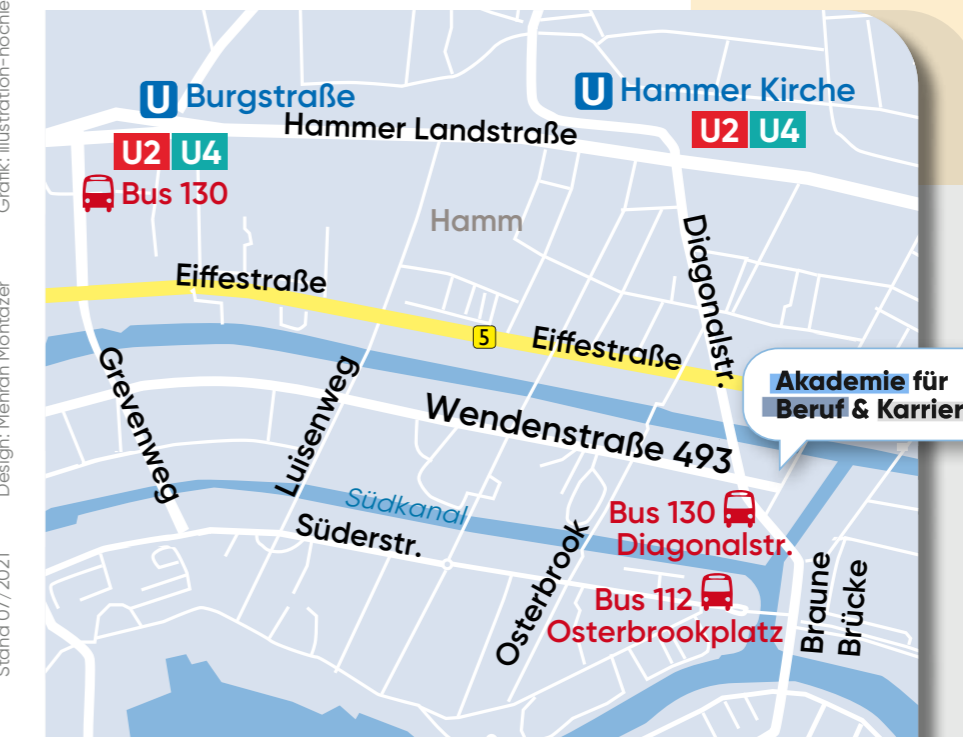 Grafik: illustration-nochle
Design: Mehran Montazer
Stand 07 / 2021
U Burgstraße
U2 U4
Bus 130
Hammer Landstraße
U Hammer Kirche
U2 U4
Hamm
Diagonalstr.
Eiffestraße
5
Eiffestraße
Akademie für
Beruf & Karrier
Grevenweg
Luisenweg
Wendenstraße 493
Südkanal
Süderstr.
Osterbrook
Bus 130
Diagonalstr.
Bus 112
Osterbrookplatz
Braune
Brücke